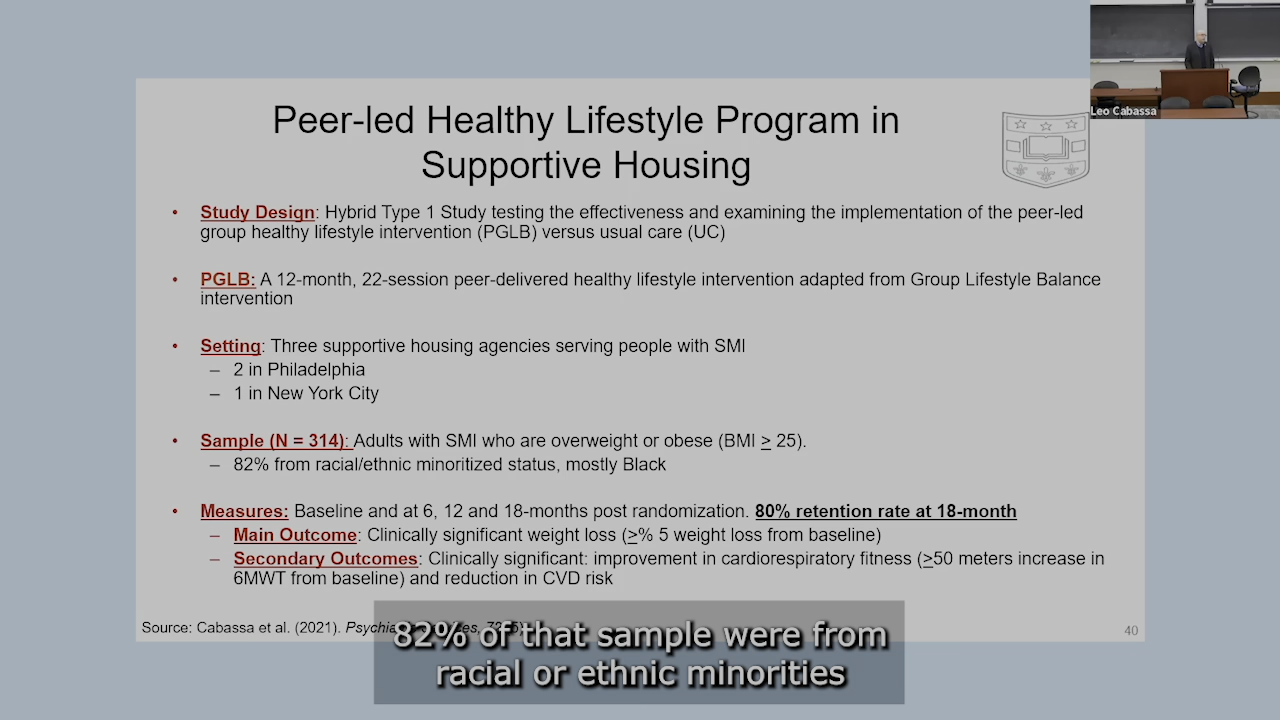 Peer-led Healthy Lifestyle Program in
Supportive Housing
Leo Cabassa
• Study Design: Hybrid Type 1 Study testing the effectiveness and examining the implementation of the peer-led
group healthy lifestyle intervention (PGLB) versus usual care (UC)
• PGLB: A 12-month, 22-session peer-delivered healthy lifestyle intervention adapted from Group Lifestyle Balance
intervention
• Setting: Three supportive housing agencies serving people with SMI
– 2 in Philadelphia
– 1 in New York City
• Sample (N = 314): Adults with SMI who are overweight or obese (BMI ≥ 25).
– 82% from racial/ethnic minoritized status, mostly Black
• Measures: Baseline and at 6, 12 and 18-months post randomization. 80% retention rate at 18-month
– Main Outcome: Clinically significant weight loss (≥% 5 weight loss from baseline)
– Secondary Outcomes: Clinically significant: improvement in cardiorespiratory fitness (≥50 meters increase in
6MWT from baseline) and reduction in CVD risk
Source: Cabassa et al. (2021).
40
82% of that sample were from
racial or ethnic minorities